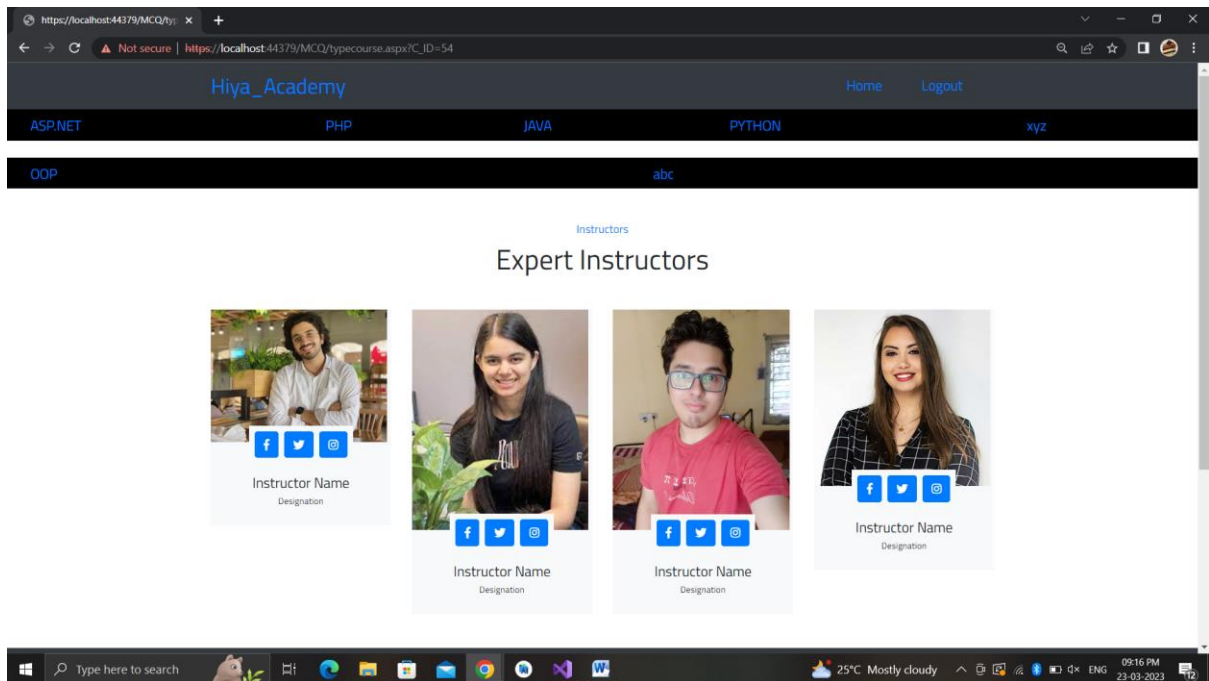 https://localhost:44379/MCQ/typ
Not secure | https://localhost:44379/MCQ/typecourse.aspx?C_ID=54
Hiya_Academy Home Logout
ASP.NET PHP JAVA PYTHON xyz
OOP abc
Instructors
Expert Instructors
Instructor Name
Designation
Instructor Name
Designation
Instructor Name
Designation
Instructor Name
Designation
Type here to search
25°C Mostly cloudy
ENG
09:16 PM
23-03-2023
12